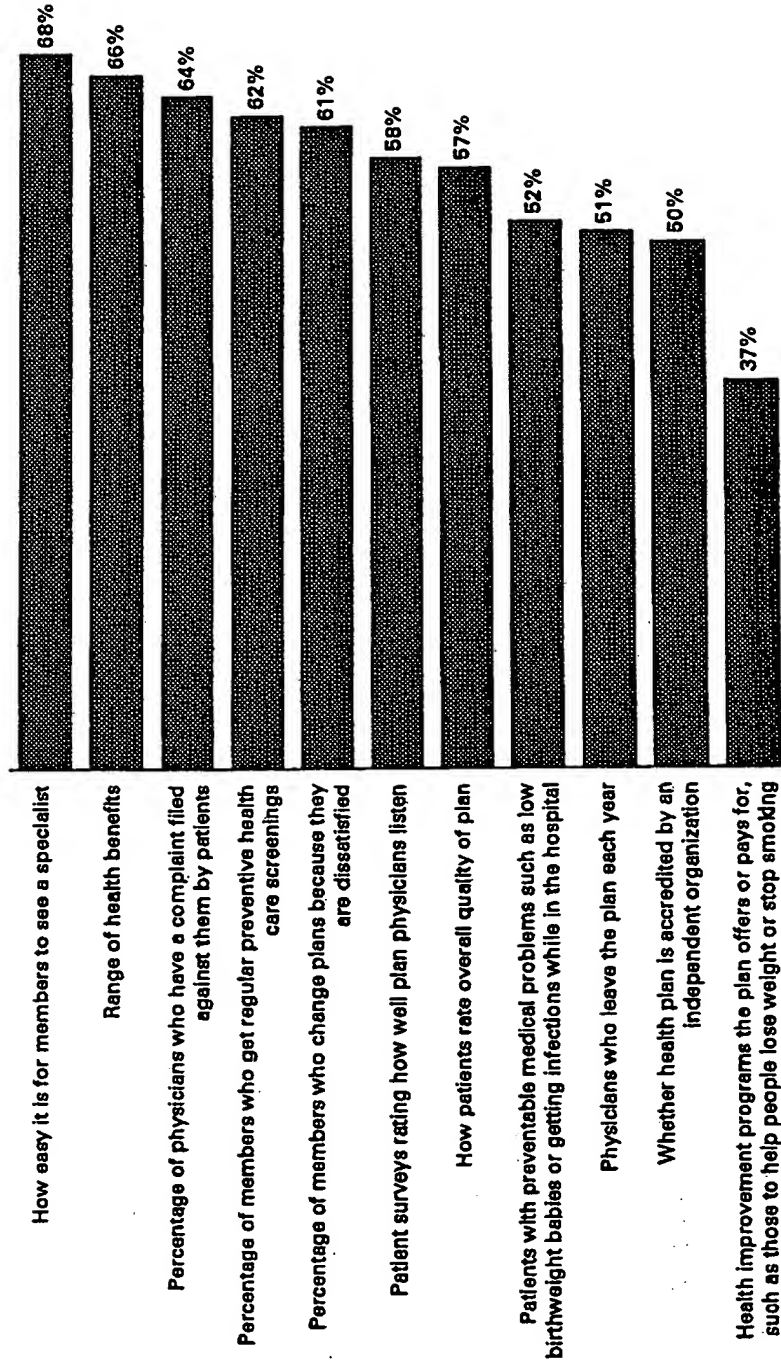 How easy it is for members to see a specialist
68%
Range of health benefits
66%
Percentage of physicians who have a complaint filed
against them by patients
64%
Percentage of members who get regular preventive health
care screenings
62%
Percentage of members who change plans because they
are dissatisfied
61%
Patient surveys rating how well plan physicians listen
58%
How patients rate overall quality of plan
57%
Patients with preventable medical problems such as low
birthweight babies or getting infections while in the hospital
52%
Physicians who leave the plan each year
51%
Whether health plan is accredited by an
independent organization
50%
Health improvement programs the plan offers or pays for,
such as those to help people lose weight or stop smoking
37%